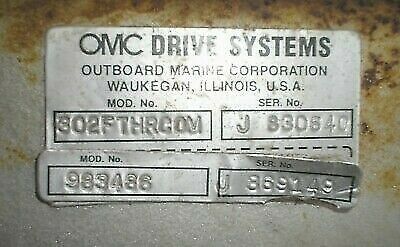 OMC DRIVE SYSTEMS
OUTBOARD MARINE CORPORATION
WAUKEGAN, ILLINOIS, U.S.A.
MOD. No. SER. No.
302FTHRGDM J 830640
MOD. No. SER. No.
983486 J 869149